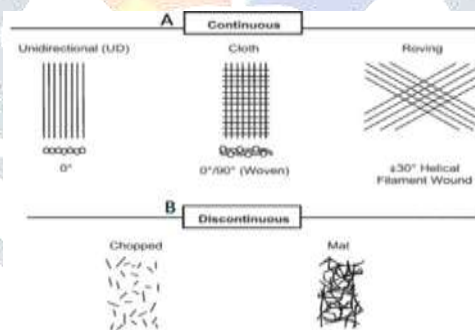 A Continuous
Unidirectional (UD) Cloth Roving
0° 0°/90° (Woven) ±30° Helical
Filament Wound
B Discontinuous
Chopped Mat